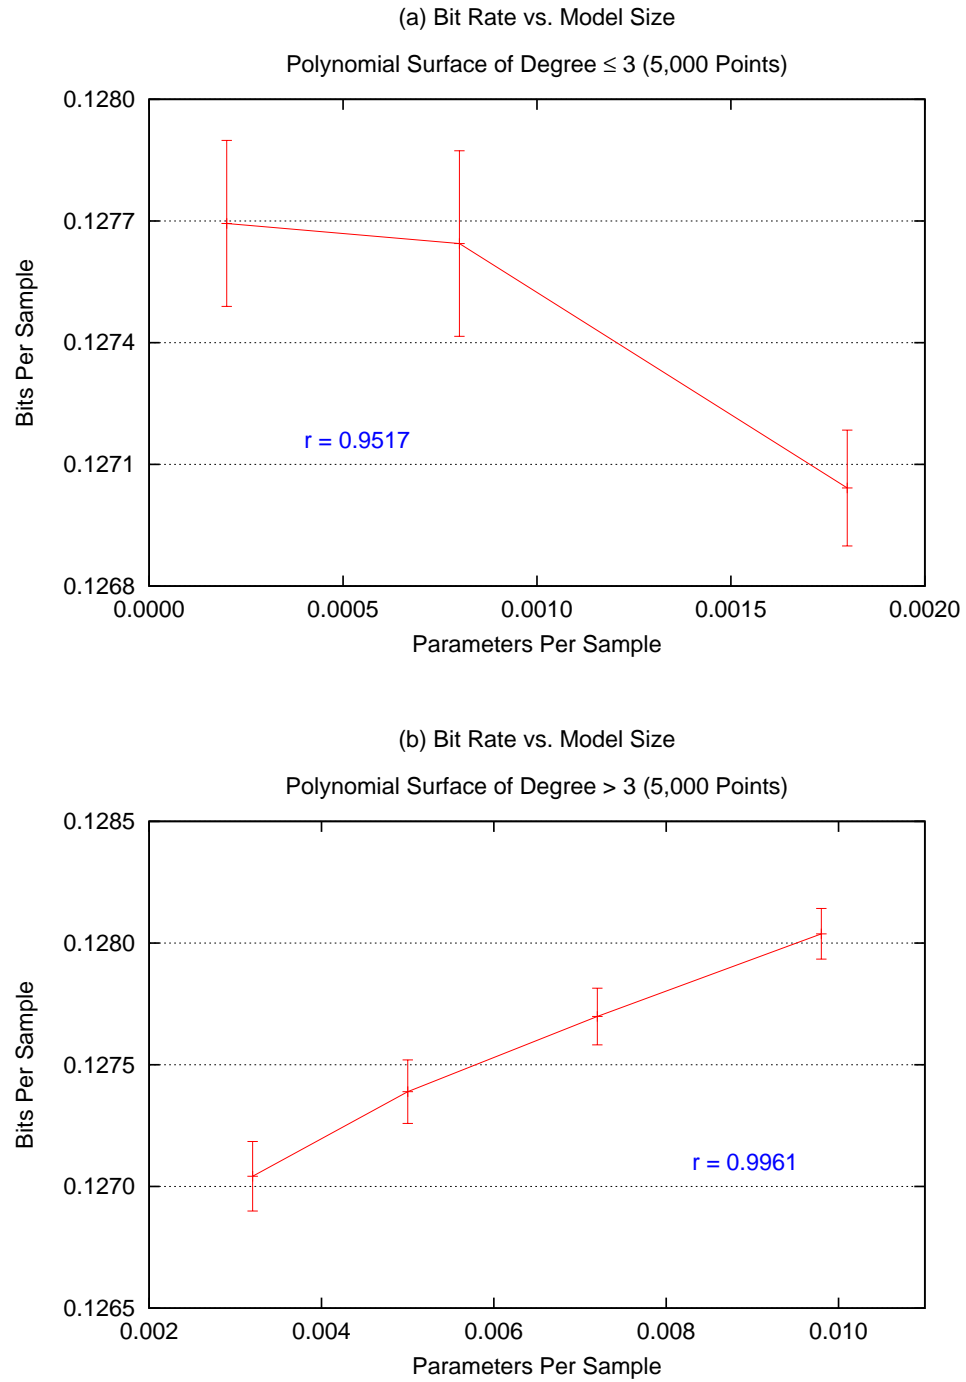 (a) Bit Rate vs. Model Size
Polynomial Surface of Degree ≤ 3 (5,000 Points)
0.1280
0.1277
0.1274
0.1271
0.1268
Bits Per Sample
r = 0.9517
0.0000 0.0005 0.0010 0.0015 0.0020
Parameters Per Sample
(b) Bit Rate vs. Model Size
Polynomial Surface of Degree > 3 (5,000 Points)
0.1285
0.1280
0.1275
0.1270
0.1265
Bits Per Sample
r = 0.9961
0.002 0.004 0.006 0.008 0.010
Parameters Per Sample